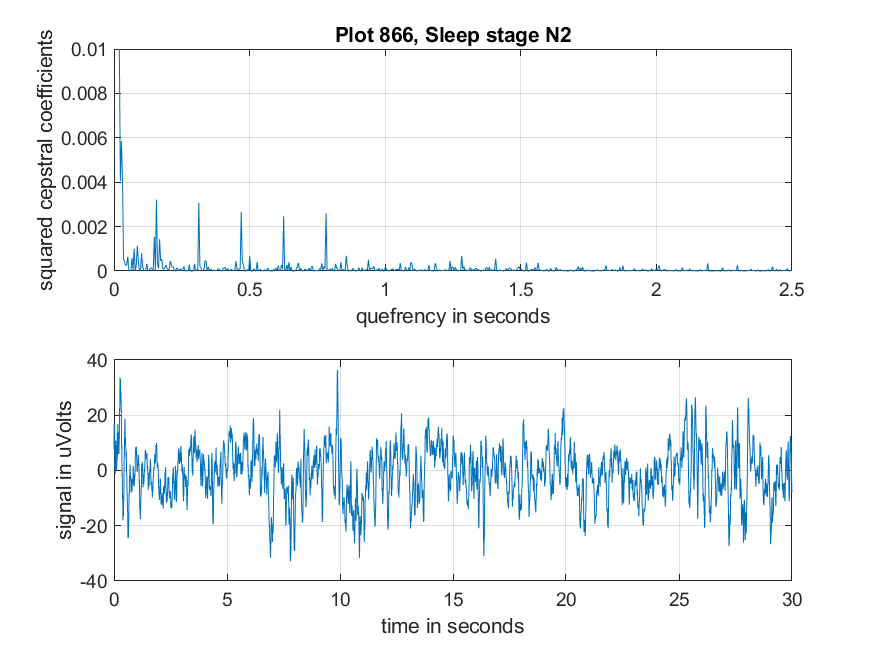 Plot 866, Sleep stage N2
squared cepstral coefficients
0.01
0.008
0.006
0.004
0.002
0
0 0.5 1 1.5 2 2.5
quefrency in seconds
signal in uVolts
40
20
0
-20
-40
0 5 10 15 20 25 30
time in seconds